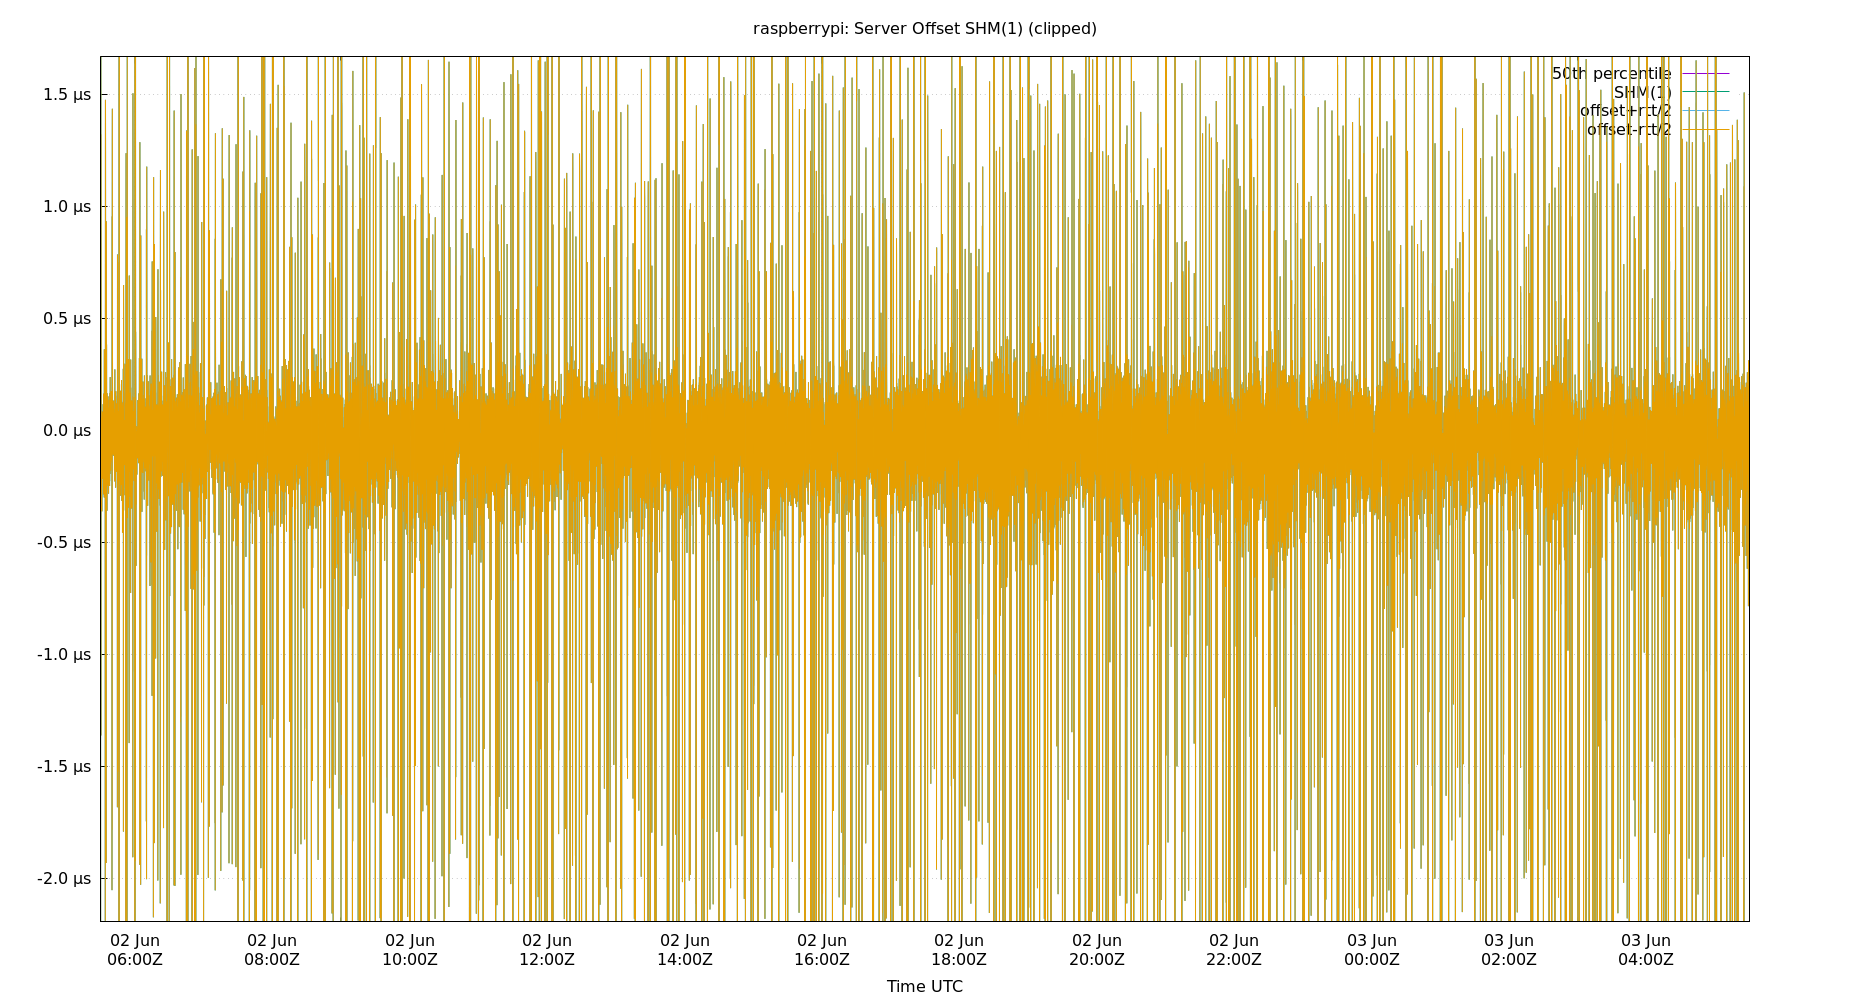 raspberrypi: Server Offset SHM(1) (clipped)
50th percentile
SHM(1)
offset+rtt/2
offset-rtt/2
1.5 µs
1.0 µs
0.5 µs
0.0 µs
-0.5 µs
-1.0 µs
-1.5 µs
-2.0 µs
02 Jun 02 Jun 02 Jun 02 Jun 02 Jun 02 Jun 02 Jun 02 Jun 02 Jun 03 Jun 03 Jun 03 Jun
06:00Z 08:00Z 10:00Z 12:00Z 14:00Z 16:00Z 18:00Z 20:00Z 22:00Z 00:00Z 02:00Z 04:00Z
Time UTC